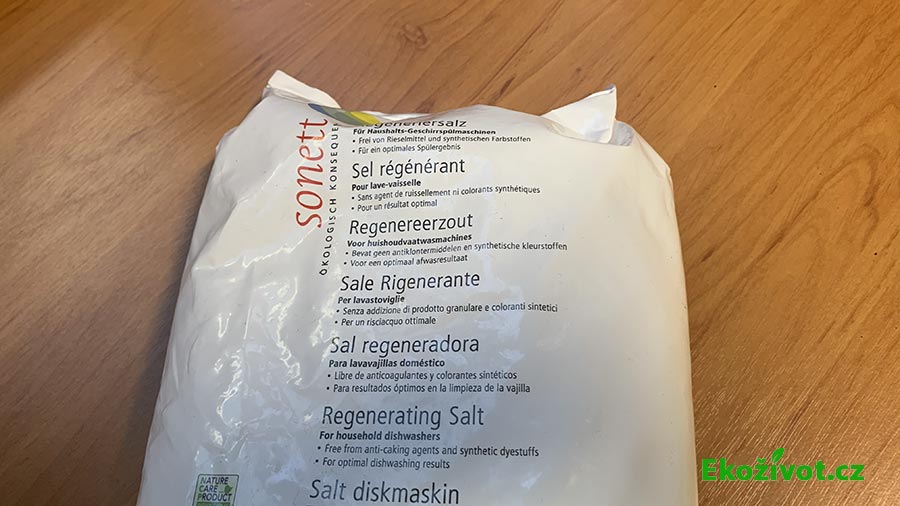 sonett
ÖKOLOGISCH KONSEQUENT
Regeneriersalz
Für Haushalts-Geschirrspülmaschinen
• Frei von Rieselmittel und synthetischen Farbstoffen
• Für ein optimales Spülergebnis
Sel régénérant
Pour lave-vaisselle
• Sans agent de ruissellement ni colorants synthétiques
• Pour un résultat optimal
Regenereerzout
Voor huishoudvaatwasmachines
• Bevat geen antiklontermiddelen en synthetische kleurstoffen
• Voor een optimaal afwasresultaat
Sale Rigenerante
Per lavastoviglie
• Senza addizione di prodotto granulare e coloranti sintetici
• Per un risciacquo ottimale
Sal regeneradora
Para lavavajillas doméstico
• Libre de anticoagulantes y colorantes sintéticos
• Para resultados óptimos en la limpieza de la vajilla
Regenerating Salt
For household dishwashers
• Free from anti-caking agents and synthetic dyestuffs
• For optimal dishwashing results
Salt diskmaskin
NATURE
CARE
PRODUCT
Ekoživot.cz